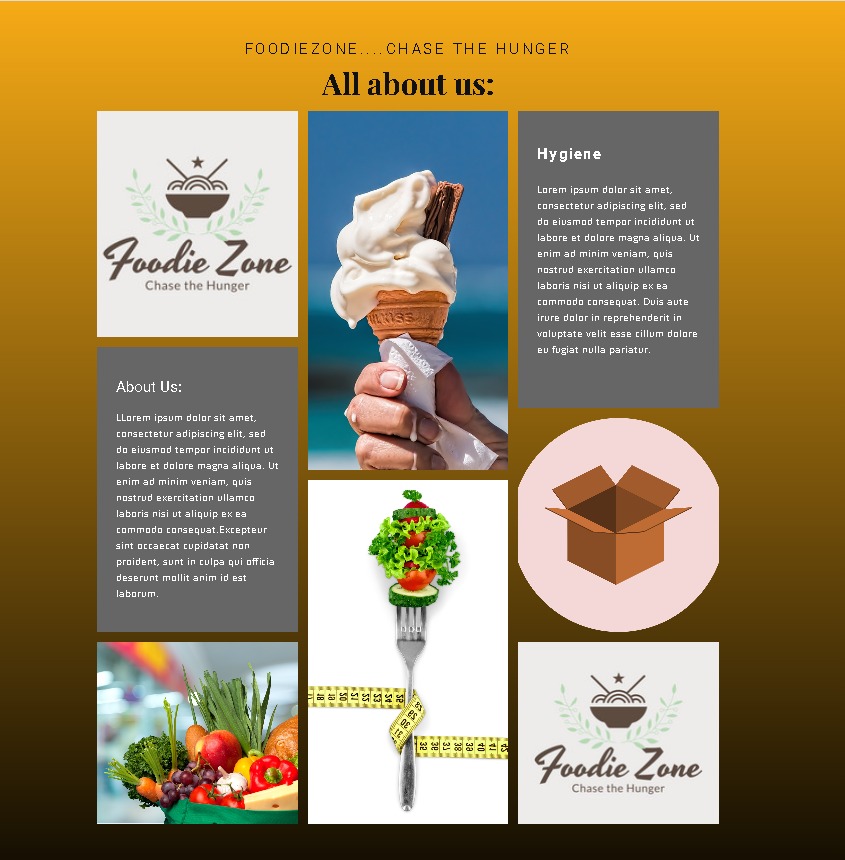 FOODIEZONE....CHASE THE HUNGER
All about us:
Foodie Zone
Chase the Hunger
About Us:
LLorem ipsum dolor sit amet,
consectetur adipiscing elit, sed
do eiusmod tempor incididunt ut
labore et dolore magna aliqua. Ut
enim ad minim veniam, quis
nostrud exercitation ullamco
laboris nisi ut aliquip ex ea
commodo consequat.Excepteur
sint occaecat cupidatat non
proident, sunt in culpa qui officia
deserunt mollit anim id est
laborum.
Hygiene
Lorem ipsum dolor sit amet,
consectetur adipiscing elit, sed
do eiusmod tempor incididunt ut
labore et dolore magna aliqua. Ut
enim ad minim veniam, quis
nostrud exercitation ullamco
laboris nisi ut aliquip ex ea
commodo consequat. Duis aute
irure dolor in reprehenderit in
voluptate velit esse cillum dolore
eu fugiat nulla pariatur.
Foodie Zone
Chase the Hunger